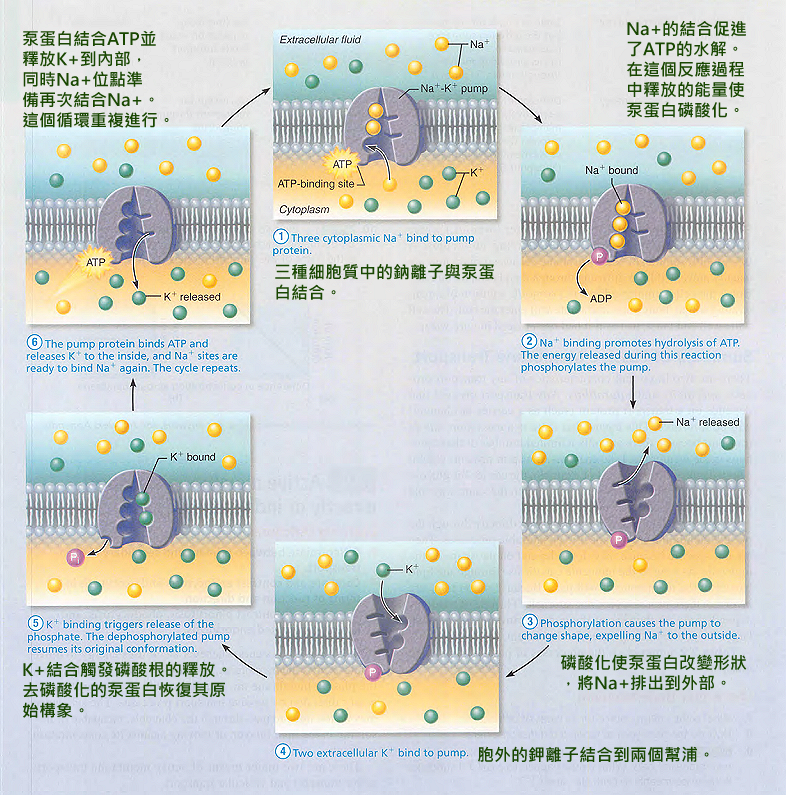 泵蛋白結合ATP並
釋放K+到內部，
同時Na+位點準
備再次結合Na+。
這個循環重複進行。
Extracellular fluid
Na⁺
Na⁺-K⁺ pump
ATP
ATP-binding site
K⁺
Cytoplasm
① Three cytoplasmic Na⁺ bind to pump
protein.
三種細胞質中的鈉離子與泵蛋
白結合。
Na+的結合促進
了ATP的水解。
在這個反應過程
中釋放的能量使
泵蛋白磷酸化。
Na⁺ bound
P
ADP
② Na⁺ binding promotes hydrolysis of ATP.
The energy released during this reaction
phosphorylates the pump.
Na⁺ released
P
③ Phosphorylation causes the pump to
change shape, expelling Na⁺ to the outside.
磷酸化使泵蛋白改變形狀
，將Na+排出到外部。
K⁺
P
④ Two extracellular K⁺ bind to pump.
胞外的鉀離子結合到兩個幫浦。
K⁺ bound
Pi
⑤ K⁺ binding triggers release of the
phosphate. The dephosphorylated pump
resumes its original conformation.
K+結合觸發磷酸根的釋放。
去磷酸化的泵蛋白恢復其原
始構象。
ATP
K⁺ released
⑥ The pump protein binds ATP and
releases K⁺ to the inside, and Na⁺ sites are
ready to bind Na⁺ again. The cycle repeats.